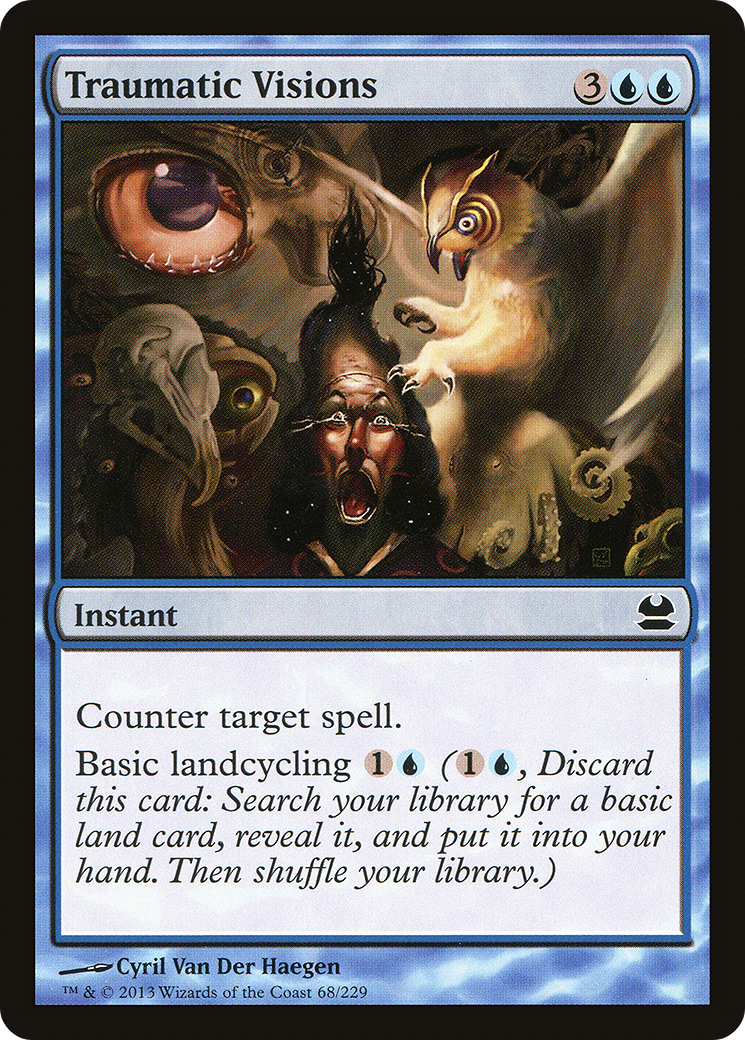 Traumatic Visions 3
Instant
Counter target spell.
Basic landcycling 1 (1 , Discard
this card: Search your library for a basic
land card, reveal it, and put it into your
hand. Then shuffle your library.)
Cyril Van Der Haegen
™ & © 2013 Wizards of the Coast 68/229